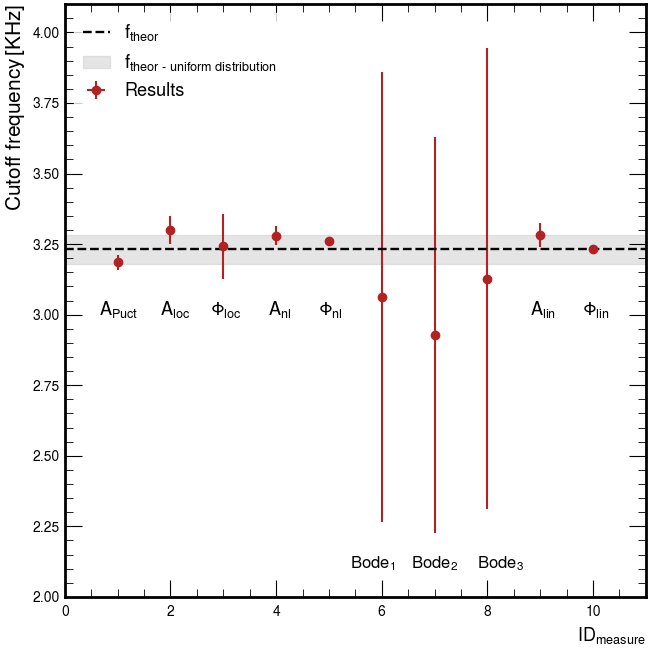 Cutoff frequency [KHz]
4.00
3.75
3.50
3.25
3.00
2.75
2.50
2.25
2.00
f_theor
f_theor - uniform distribution
Results
A_Puct A_loc Φ_loc A_nl Φ_nl A_lin Φ_lin
Bode_1 Bode_2 Bode_3
0 2 4 6 8 10
ID_measure